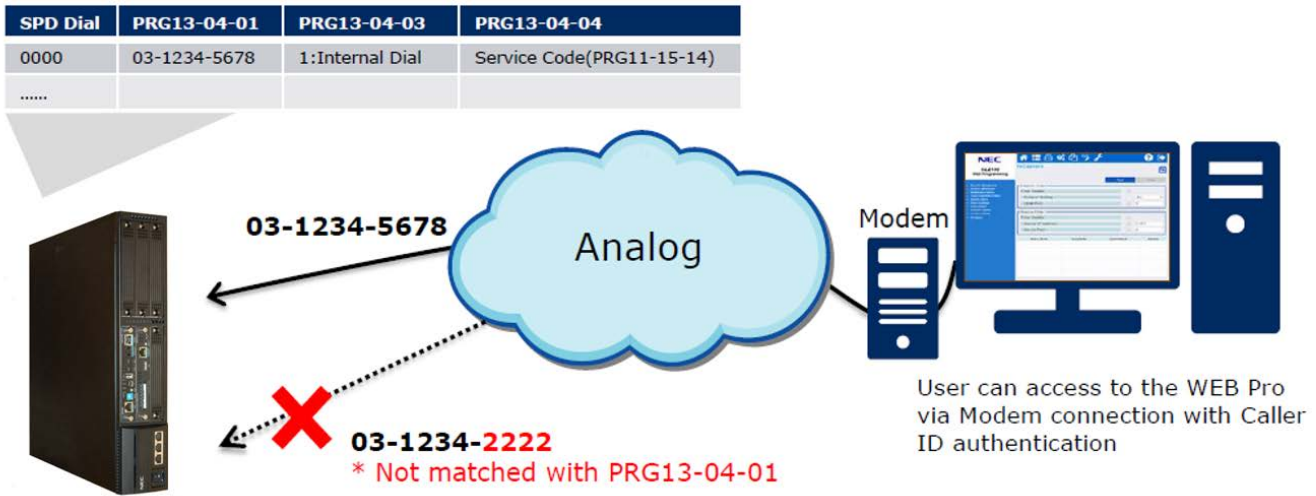 SPD Dial PRG13-04-01 PRG13-04-03 PRG13-04-04
0000 03-1234-5678 1:Internal Dial Service Code(PRG11-15-14)
......
03-1234-5678
Analog
Modem
NEC
User can access to the WEB Pro
via Modem connection with Caller
ID authentication
03-1234-2222
* Not matched with PRG13-04-01
NEC